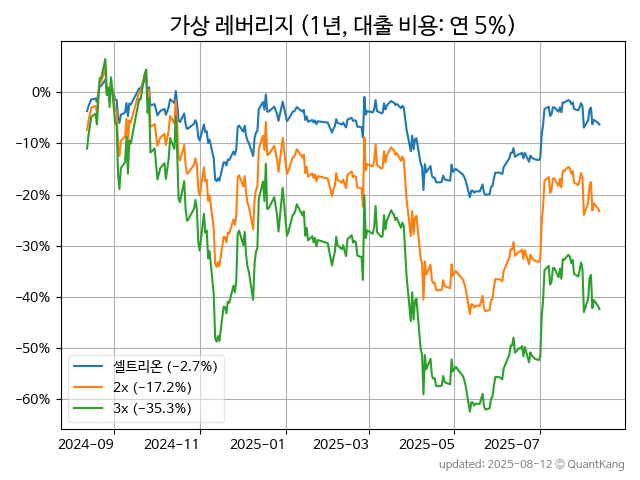 가상 레버리지 (1년, 대출 비용: 연 5%)
0%
−10%
−20%
−30%
−40%
−50%
−60%
셀트리온 (−2.7%)
2x (−17.2%)
3x (−35.3%)
2024-09
2024-11
2025-01
2025-03
2025-05
2025-07
updated: 2025-08-12 © QuantKang